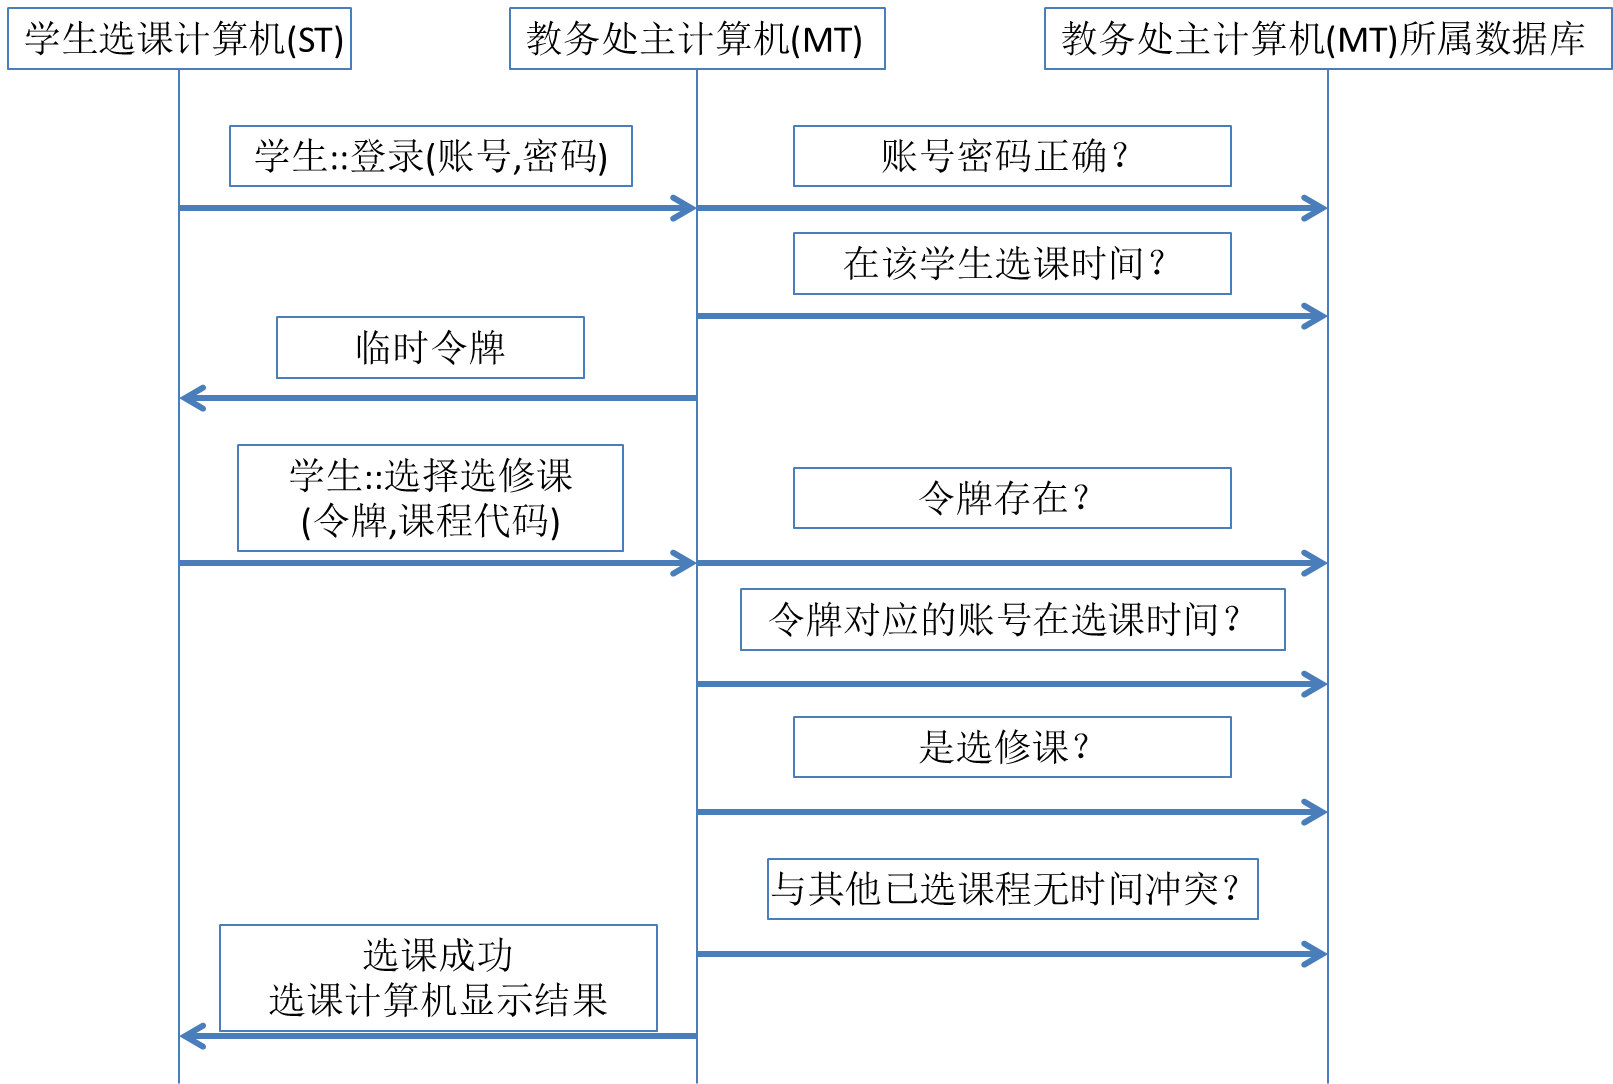 学生选课计算机(ST)
教务处主计算机(MT)
教务处主计算机(MT)所属数据库
学生::登录(账号,密码)
账号密码正确？
在该学生选课时间？
临时令牌
学生::选择选修课
(令牌,课程代码)
令牌存在？
令牌对应的账号在选课时间？
是选修课？
与其他已选课程无时间冲突？
选课成功
选课计算机显示结果